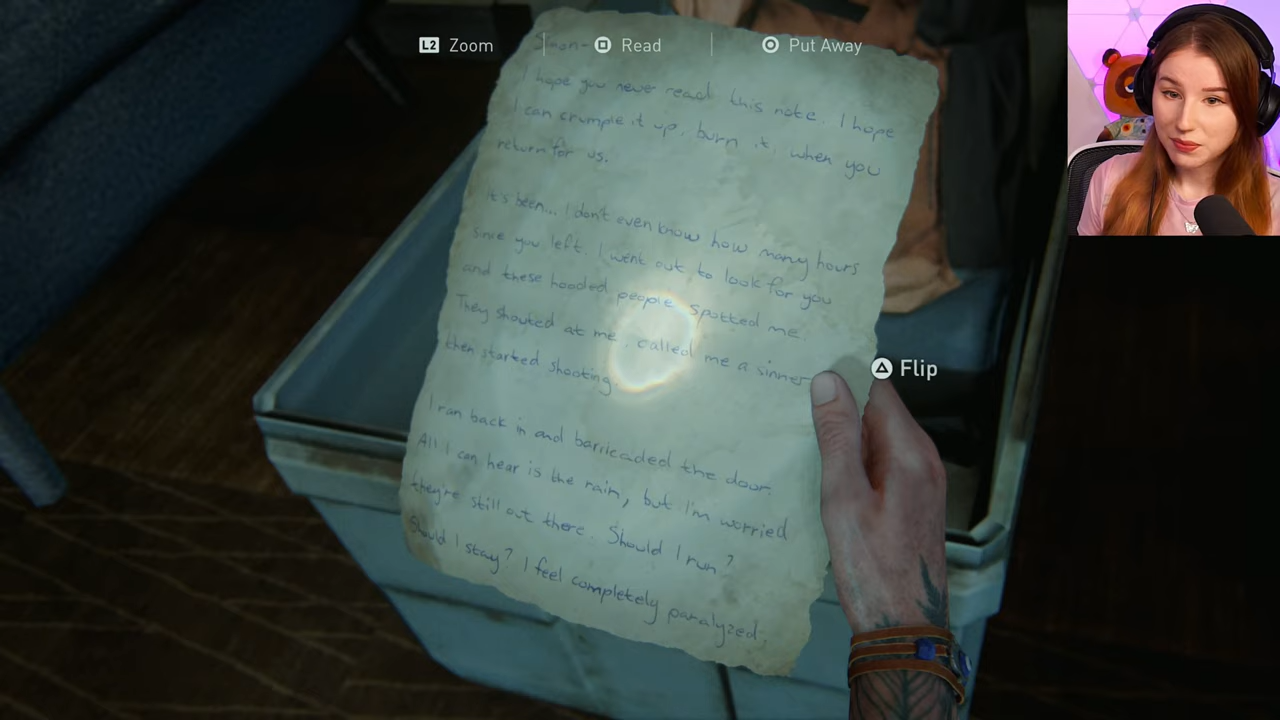 L2 Zoom
Read
Put Away
Simon-
I hope you never read this note. I hope
I can crumple it up, burn it, when you
return for us.
It's been... I don't even know how many hours
since you left. I went out to look for you
and these hooded people spotted me.
They shouted at me, called me a sinner
then started shooting.
Flip
I ran back in and barricaded the door.
All I can hear is the rain, but I'm worried
they're still out there. Should I run?
Should I stay? I feel completely paralyzed.